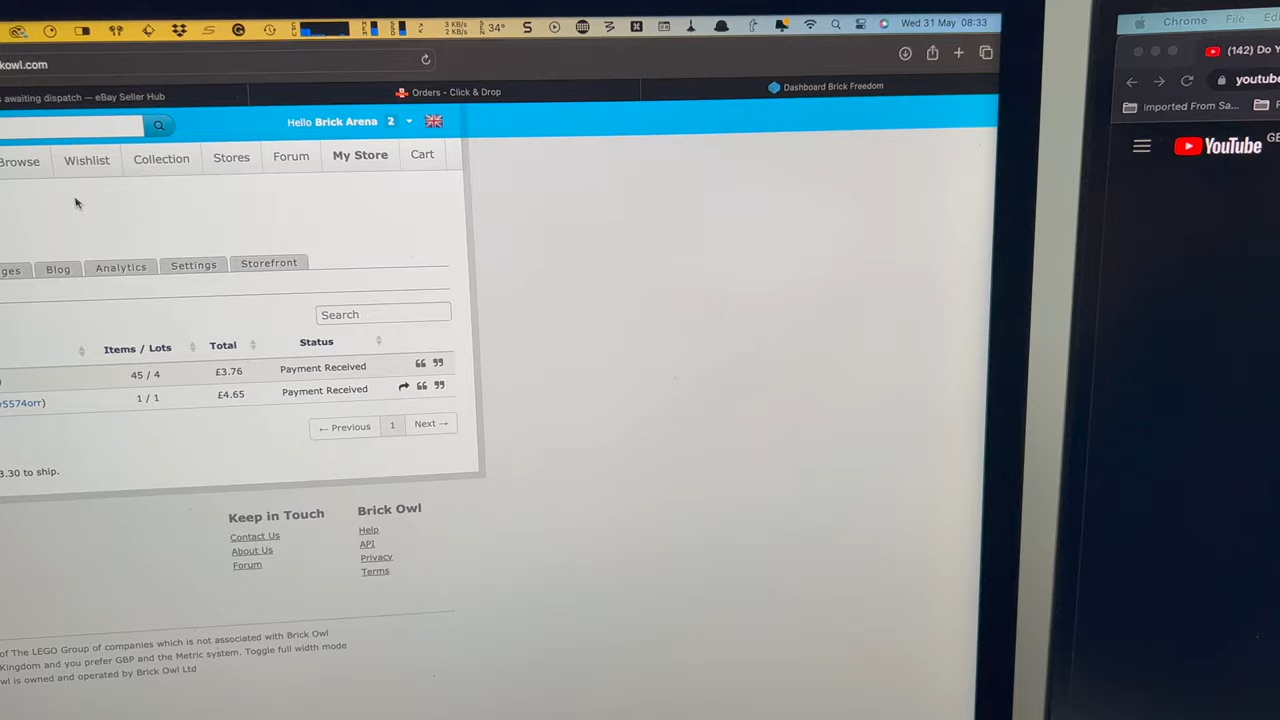 3 KB/s
2 KB/s
34°
Wed 31 May 08:33
Chrome File
kowl.com
(142) Do Y
s awaiting dispatch — eBay Seller Hub
Orders - Click & Drop
Dashboard Brick Freedom
youtube
Imported From Sa...
Hello Brick Arena 2
Browse Wishlist Collection Stores Forum My Store Cart
YouTube GB
ges Blog Analytics Settings Storefront
Search
Items / Lots Total Status
45 / 4 £3.76 Payment Received
5574orr) 1 / 1 £4.65 Payment Received
← Previous 1 Next →
3.30 to ship.
Keep in Touch Brick Owl
Contact Us Help
About Us API
Forum Privacy
Terms
of The LEGO Group of companies which is not associated with Brick Owl
Kingdom and you prefer GBP and the Metric system. Toggle full width mode
wl is owned and operated by Brick Owl Ltd